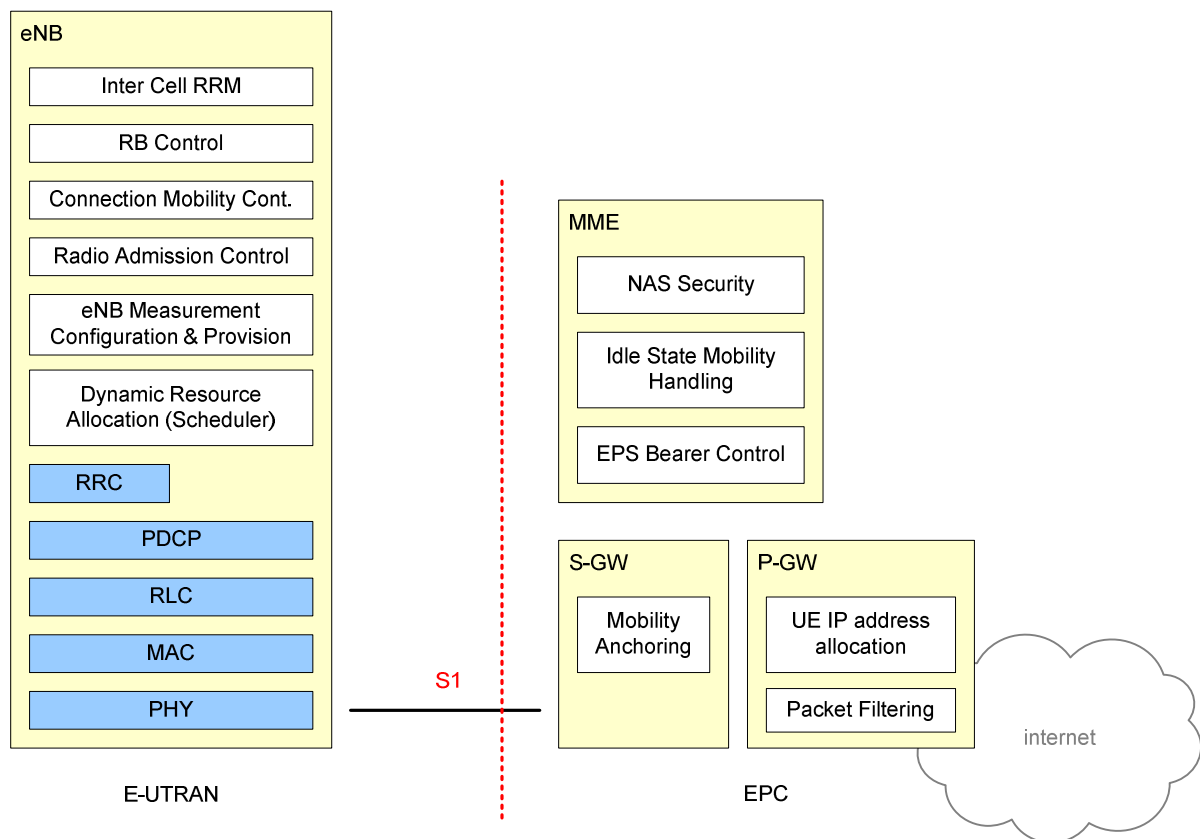 eNB
Inter Cell RRM
RB Control
Connection Mobility Cont.
Radio Admission Control
eNB Measurement
Configuration & Provision
Dynamic Resource
Allocation (Scheduler)
RRC
PDCP
RLC
MAC
PHY
S1
MME
NAS Security
Idle State Mobility
Handling
EPS Bearer Control
S-GW
Mobility
Anchoring
P-GW
UE IP address
allocation
Packet Filtering
internet
E-UTRAN
EPC